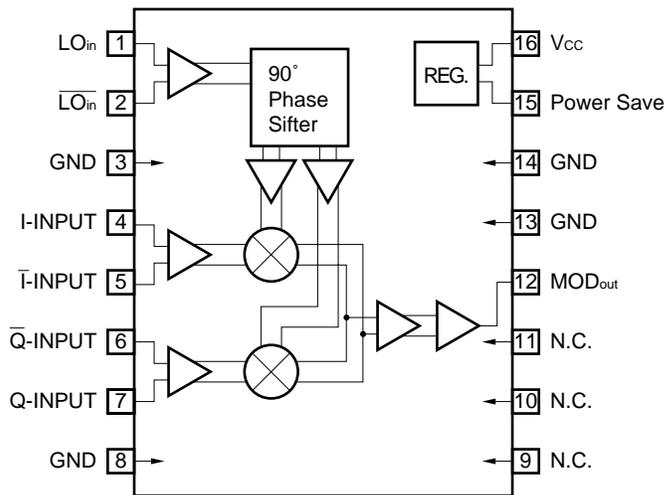 LOin 1
L̅O̅i̅n̅ 2
GND 3
I-INPUT 4
I̅-INPUT 5
Q̅-INPUT 6
Q-INPUT 7
GND 8
90˚
Phase
Sifter
REG.
16 VCC
15 Power Save
14 GND
13 GND
12 MODout
11 N.C.
10 N.C.
9 N.C.